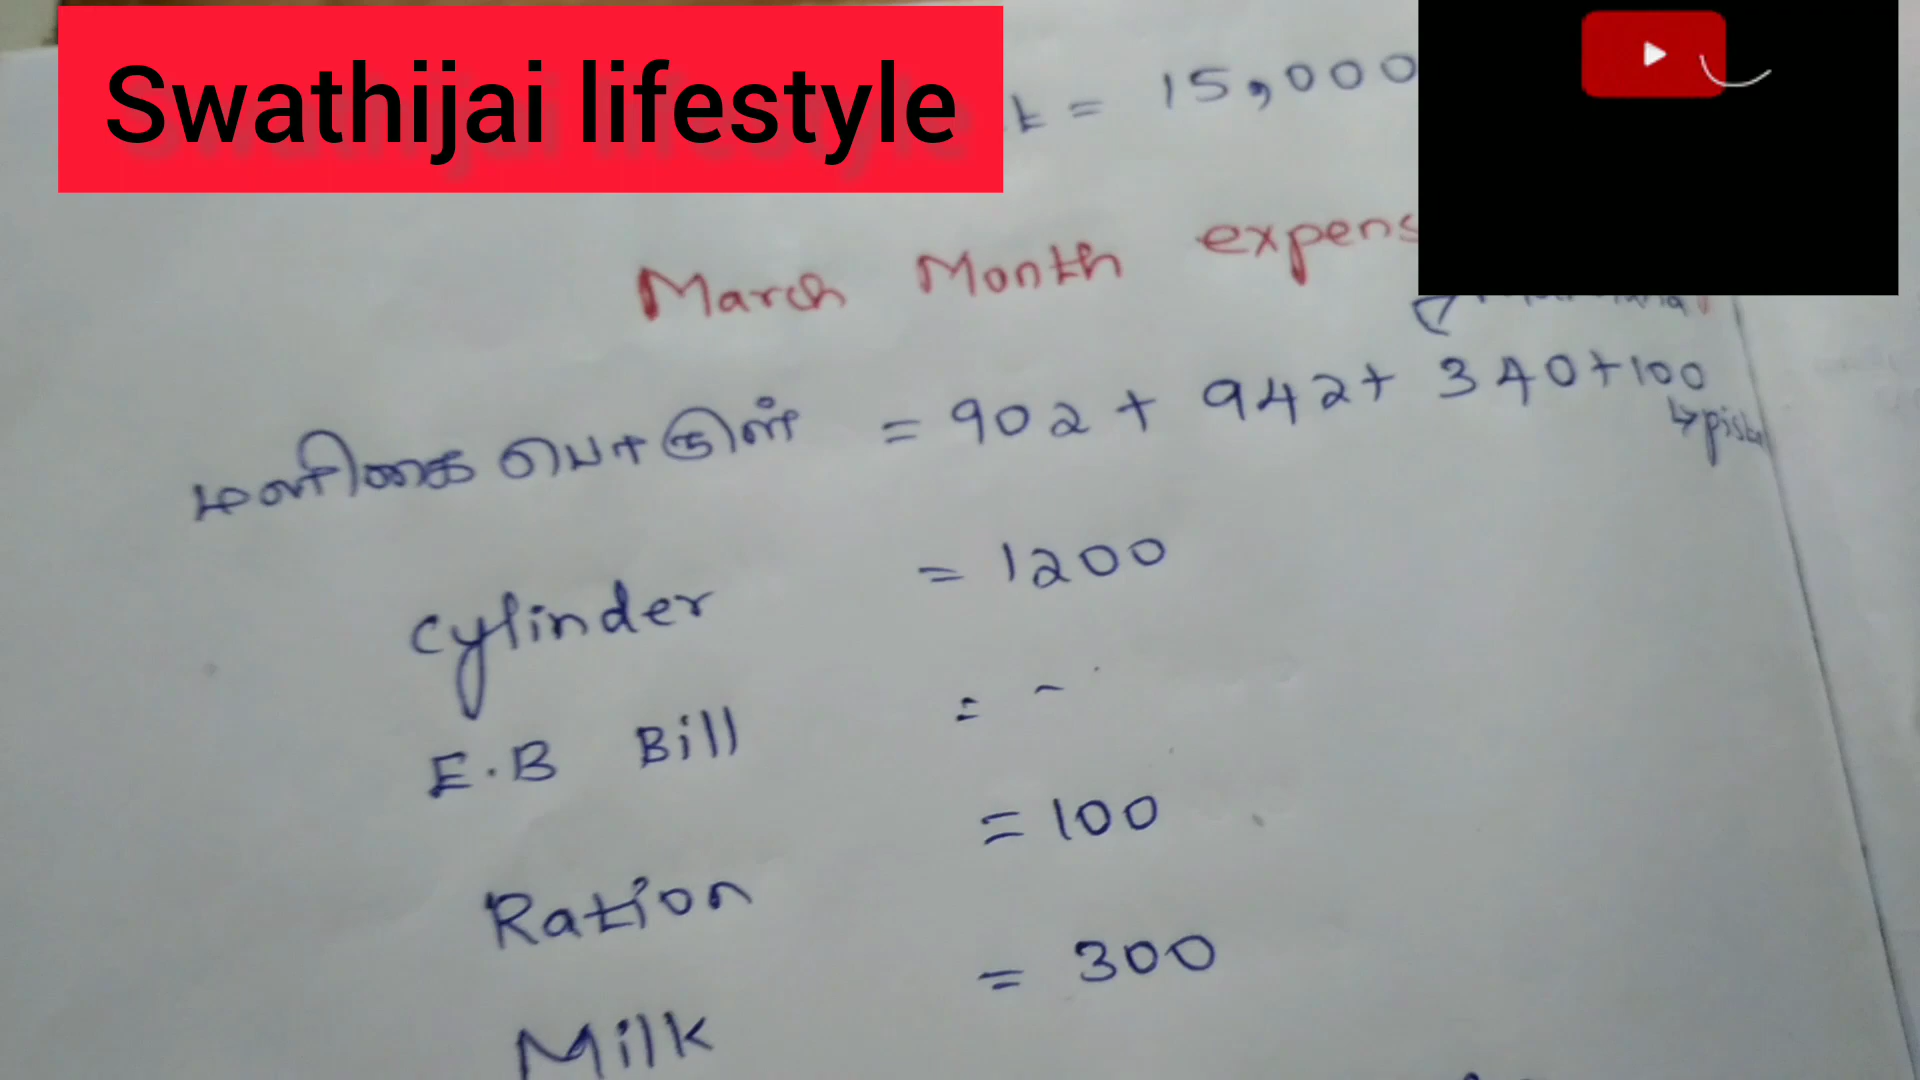 Swathijai lifestyle
= 15,000
March Month expens
மளிகை பொருள் = 902 + 942 + 340 + 100
Cylinder = 1200
E.B Bill = -
Ration = 100
Milk = 300